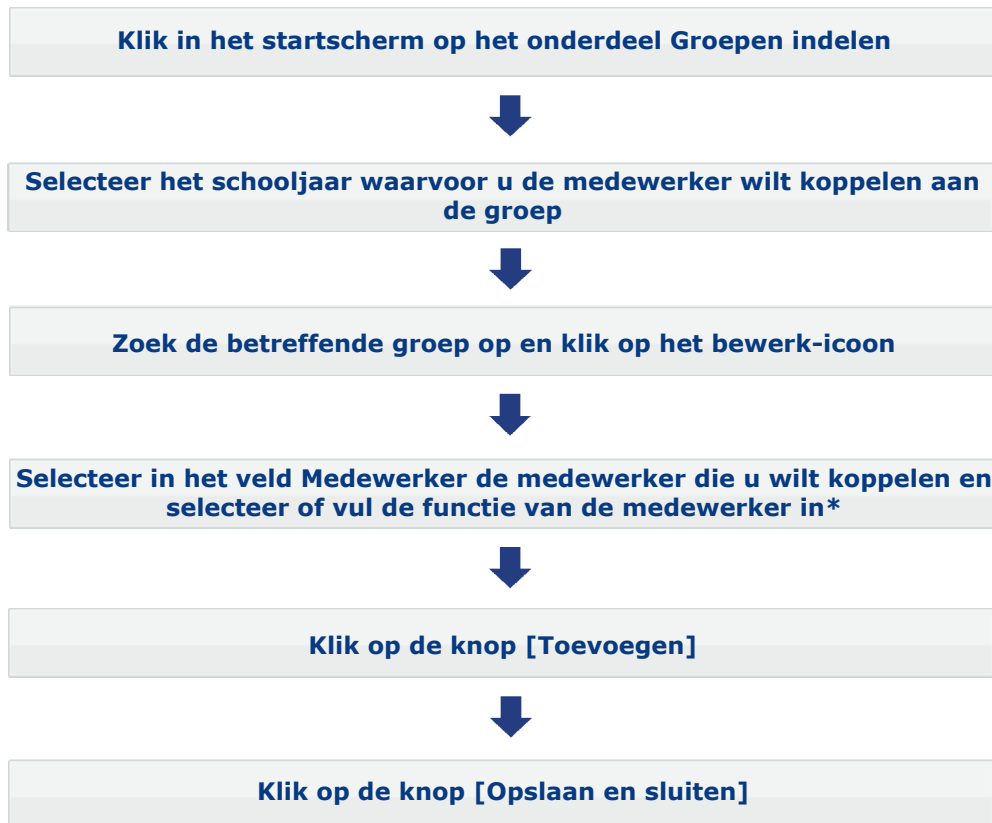 Klik in het startscherm op het onderdeel Groepen indelen
Selecteer het schooljaar waarvoor u de medewerker wilt koppelen aan
de groep
Zoek de betreffende groep op en klik op het bewerk-icoon
Selecteer in het veld Medewerker de medewerker die u wilt koppelen en
selecteer of vul de functie van de medewerker in*
Klik op de knop [Toevoegen]
Klik op de knop [Opslaan en sluiten]